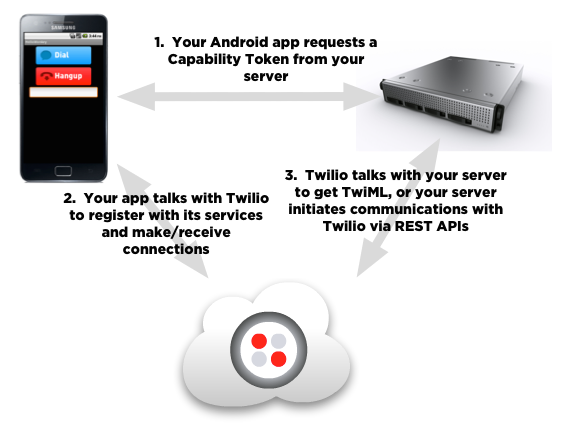 SAMSUNG
Dial
Hangup
1. Your Android app requests a
Capability Token from your
server
2. Your app talks with Twilio
to register with its services
and make/receive
connections
3. Twilio talks with your server
to get TwiML, or your server
initiates communications with
Twilio via REST APIs